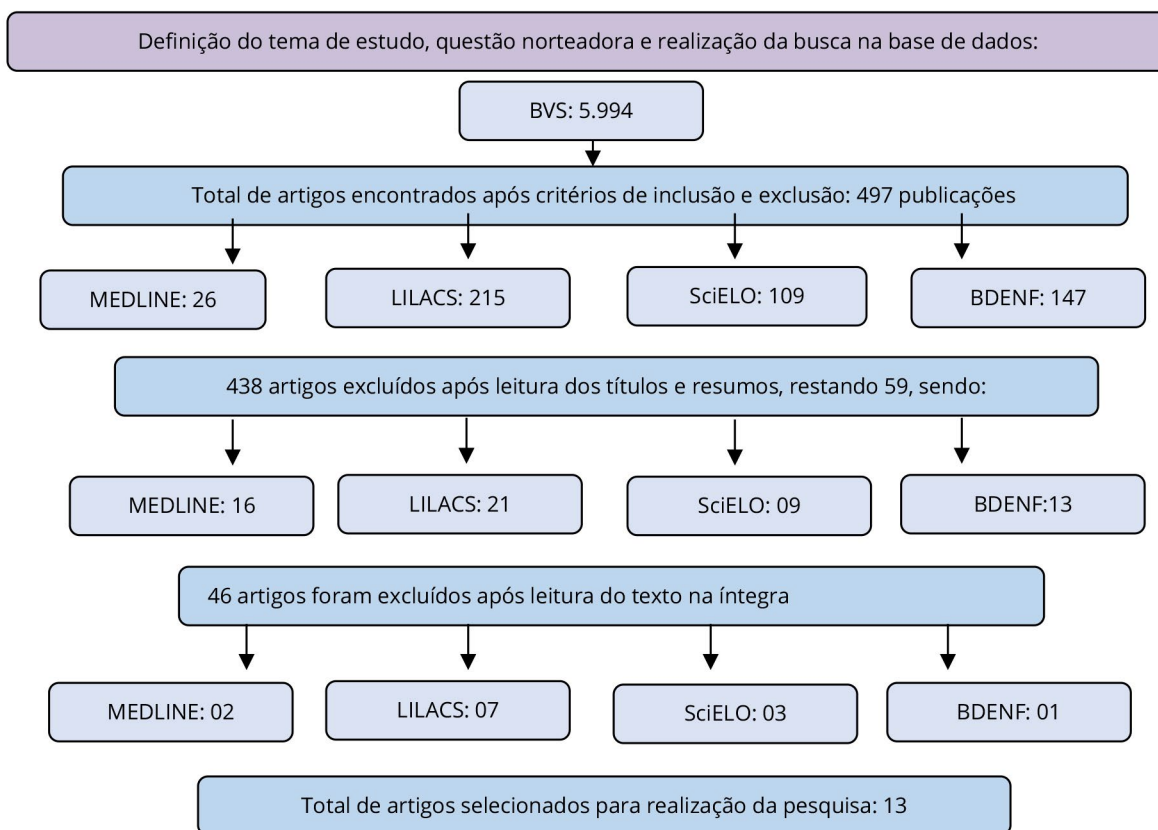 Definição do tema de estudo, questão norteadora e realização da busca na base de dados:
BVS: 5.994
Total de artigos encontrados após critérios de inclusão e exclusão: 497 publicações
MEDLINE: 26
LILACS: 215
SciELO: 109
BDENF: 147
438 artigos excluídos após leitura dos títulos e resumos, restando 59, sendo:
MEDLINE: 16
LILACS: 21
SciELO: 09
BDENF:13
46 artigos foram excluídos após leitura do texto na íntegra
MEDLINE: 02
LILACS: 07
SciELO: 03
BDENF: 01
Total de artigos selecionados para realização da pesquisa: 13